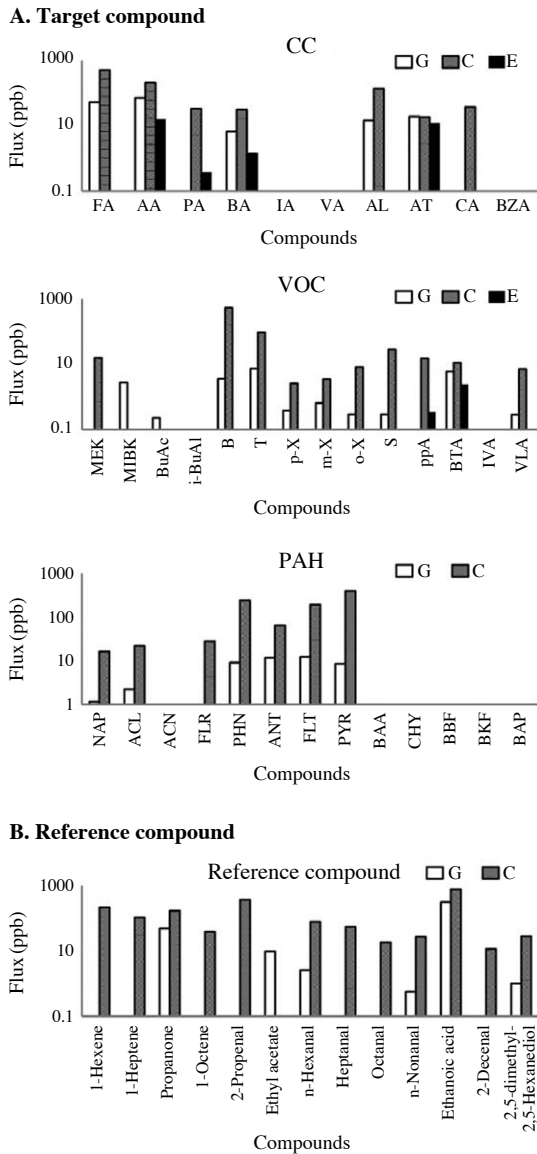 A. Target compound
CC
G C E
Flux (ppb)
1000
10
0.1
FA AA PA BA IA VA AL AT CA BZA
Compounds
VOC
G C E
Flux (ppb)
1000
10
0.1
MEK MIBK BuAc i-BuAl B T p-X m-X o-X S ppA BTA IVA VLA
Compounds
PAH
G C
Flux (ppb)
1000
100
10
1
NAP ACL ACN FLR PHN ANT FLT PYR BAA CHY BBF BKF BAP
Compounds
B. Reference compound
Reference compound
G C
Flux (ppb)
1000
10
0.1
1-Hexene
1-Heptene
Propanone
1-Octene
2-Propenal
Ethyl acetate
n-Hexanal
Heptanal
Octanal
n-Nonanal
Ethanoic acid
2-Decenal
2,5-dimethyl-
2,5-Hexanediol
Compounds